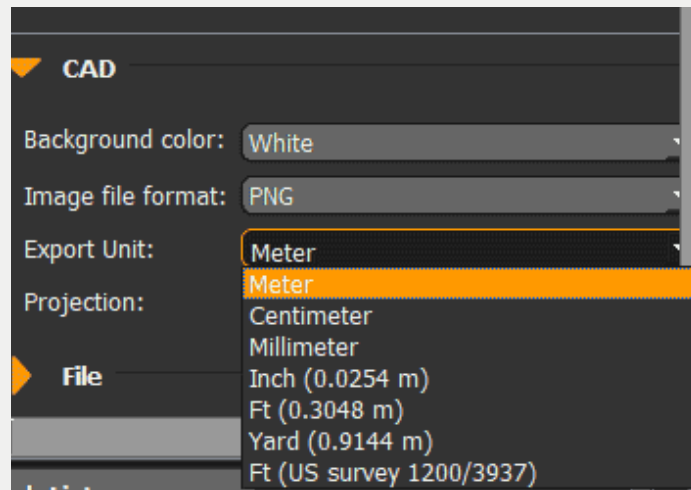 CAD
Background color: White
Image file format: PNG
Export Unit: Meter
Meter
Projection:
Centimeter
Millimeter
File
Inch (0.0254 m)
Ft (0.3048 m)
Yard (0.9144 m)
Ft (US survey 1200/3937)